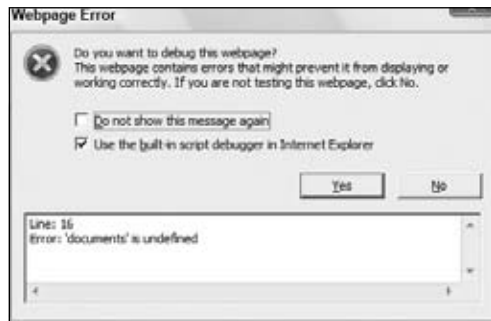 Webpage Error
Do you want to debug this webpage?
This webpage contains errors that might prevent it from displaying or
working correctly. If you are not testing this webpage, click No.
Do not show this message again
Use the built-in script debugger in Internet Explorer
Yes
No
Line: 16
Error: 'documents' is undefined